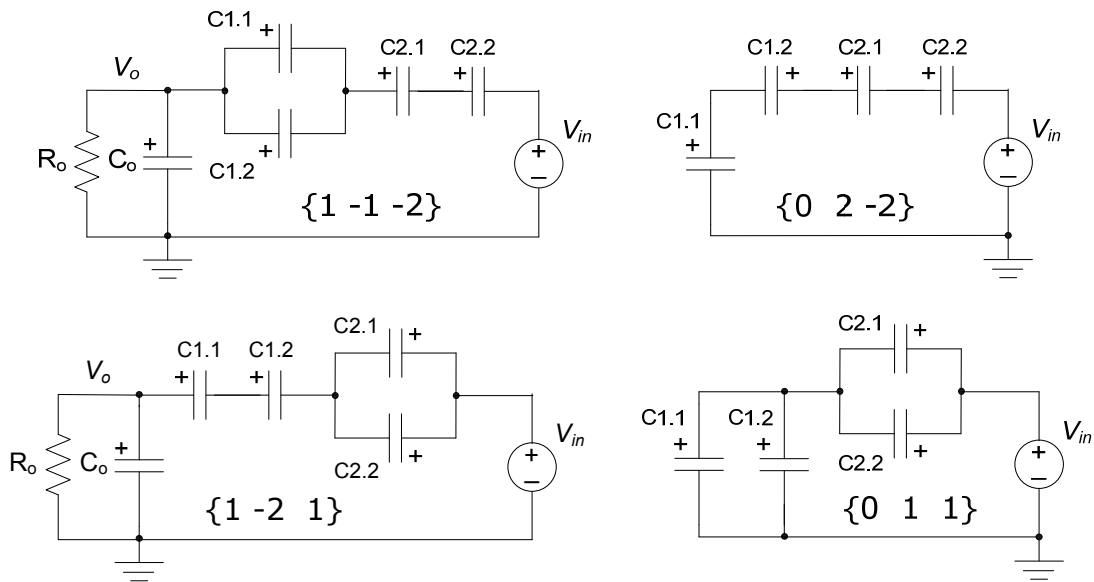 C1.1
+
C2.1 C2.2
+ +
Vo
Ro Co +
+
C1.2
Vin
+
−
{1 -1 -2}
C1.2 C2.1 C2.2
+ + +
C1.1
+
Vin
+
−
{0 2 -2}
C2.1
+
C1.1 C1.2
+ +
Vo
Ro Co +
+
C2.2
Vin
+
−
{1 -2 1}
C2.1
+
C1.1 C1.2
+ +
+
C2.2
Vin
+
−
{0 1 1}